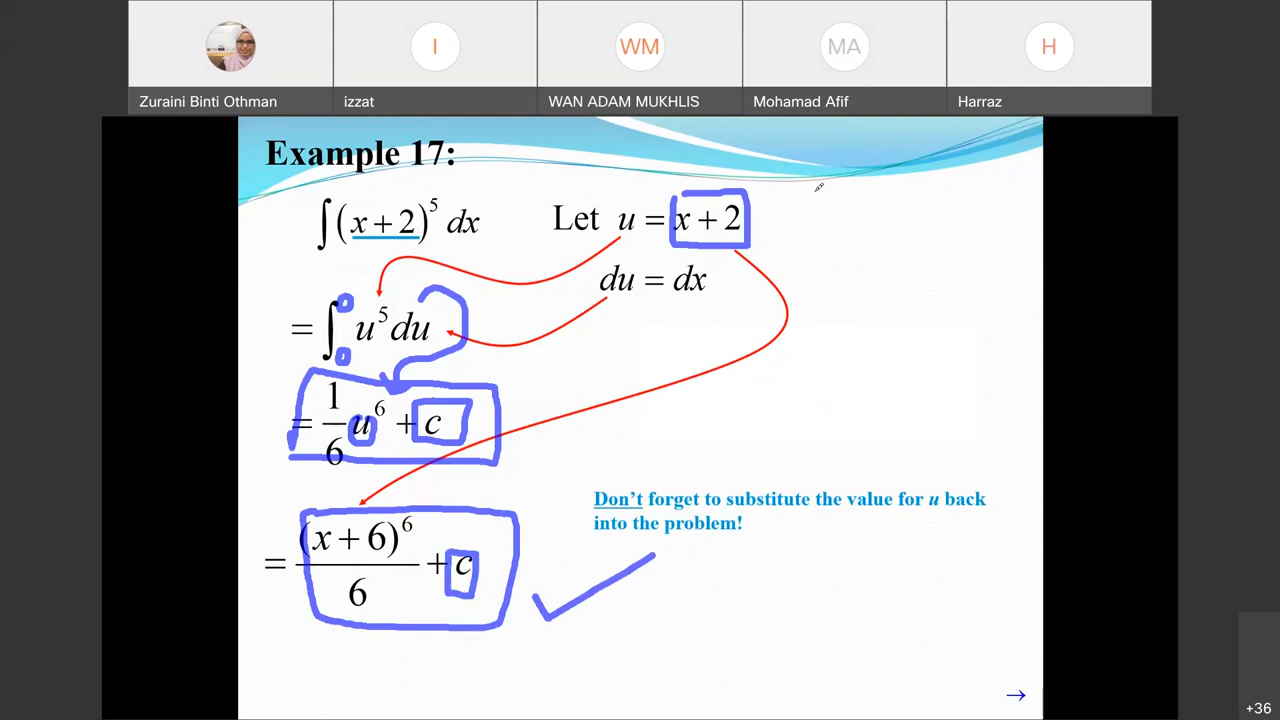 I
WM
MA
H
Zuraini Binti Othman
izzat
WAN ADAM MUKHLIS
Mohamad Afif
Harraz
Example 17:
∫(x + 2)⁵ dx
Let u = x + 2
du = dx
= ∫ u⁵ du
= 1/6 u⁶ + c
Don't forget to substitute the value for u back
into the problem!
= (x + 6)⁶/6 + c
→
+36